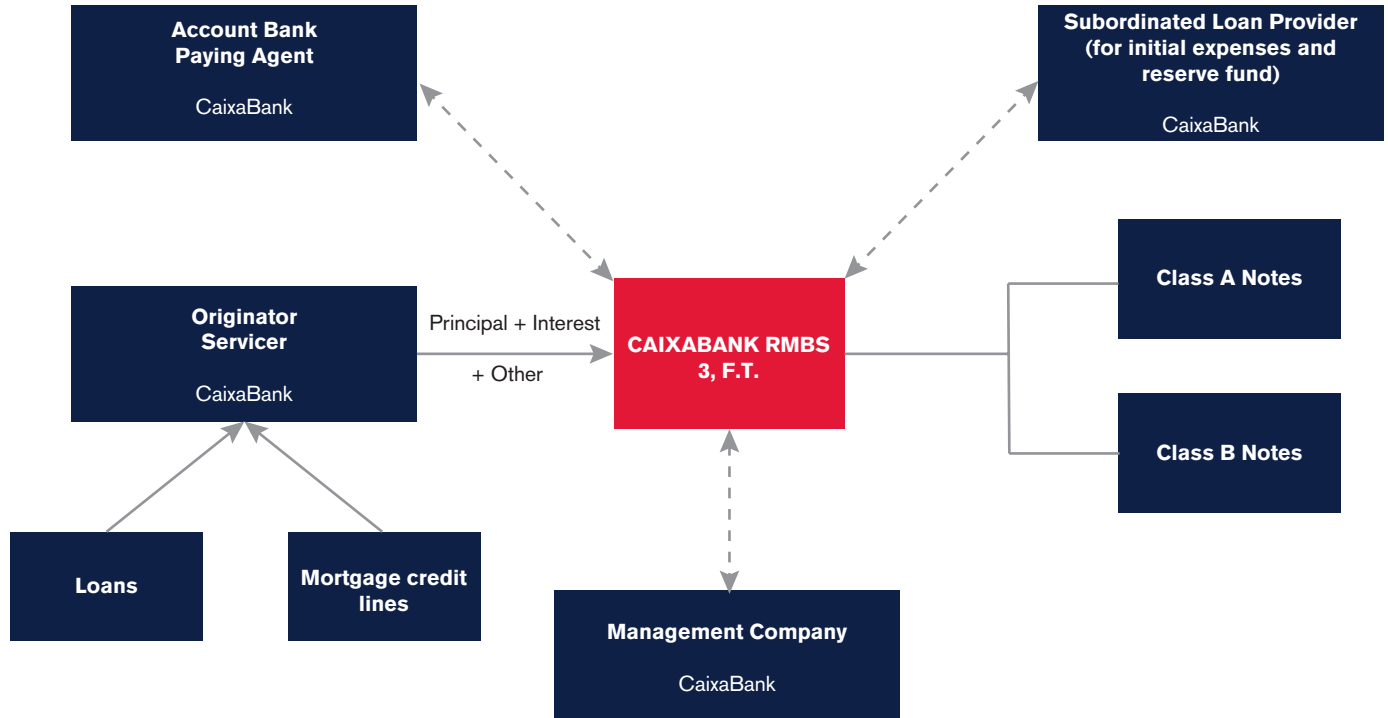 Account Bank
Paying Agent
CaixaBank
Subordinated Loan Provider
(for initial expenses and
reserve fund)
CaixaBank
Originator
Servicer
CaixaBank
Principal + Interest
+ Other
CAIXABANK RMBS
3, F.T.
Class A Notes
Class B Notes
Loans
Mortgage credit
lines
Management Company
CaixaBank